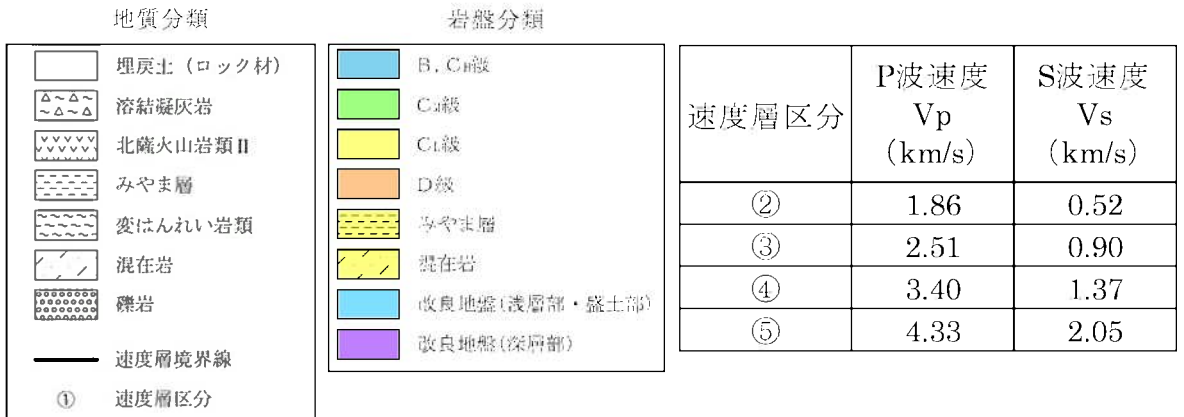 地質分類
埋戻土（ロック材）
溶結凝灰岩
北薩火山岩類Ⅱ
みやま層
変はんれい岩類
混在岩
礫岩
速度層境界線
① 速度層区分
岩盤分類
B，CH級
CM級
CL級
D級
みやま層
混在岩
改良地盤(浅層部・盛土部)
改良地盤(深層部)
速度層区分 P波速度 Vp (km/s) S波速度 Vs (km/s)
② 1.86 0.52
③ 2.51 0.90
④ 3.40 1.37
⑤ 4.33 2.05